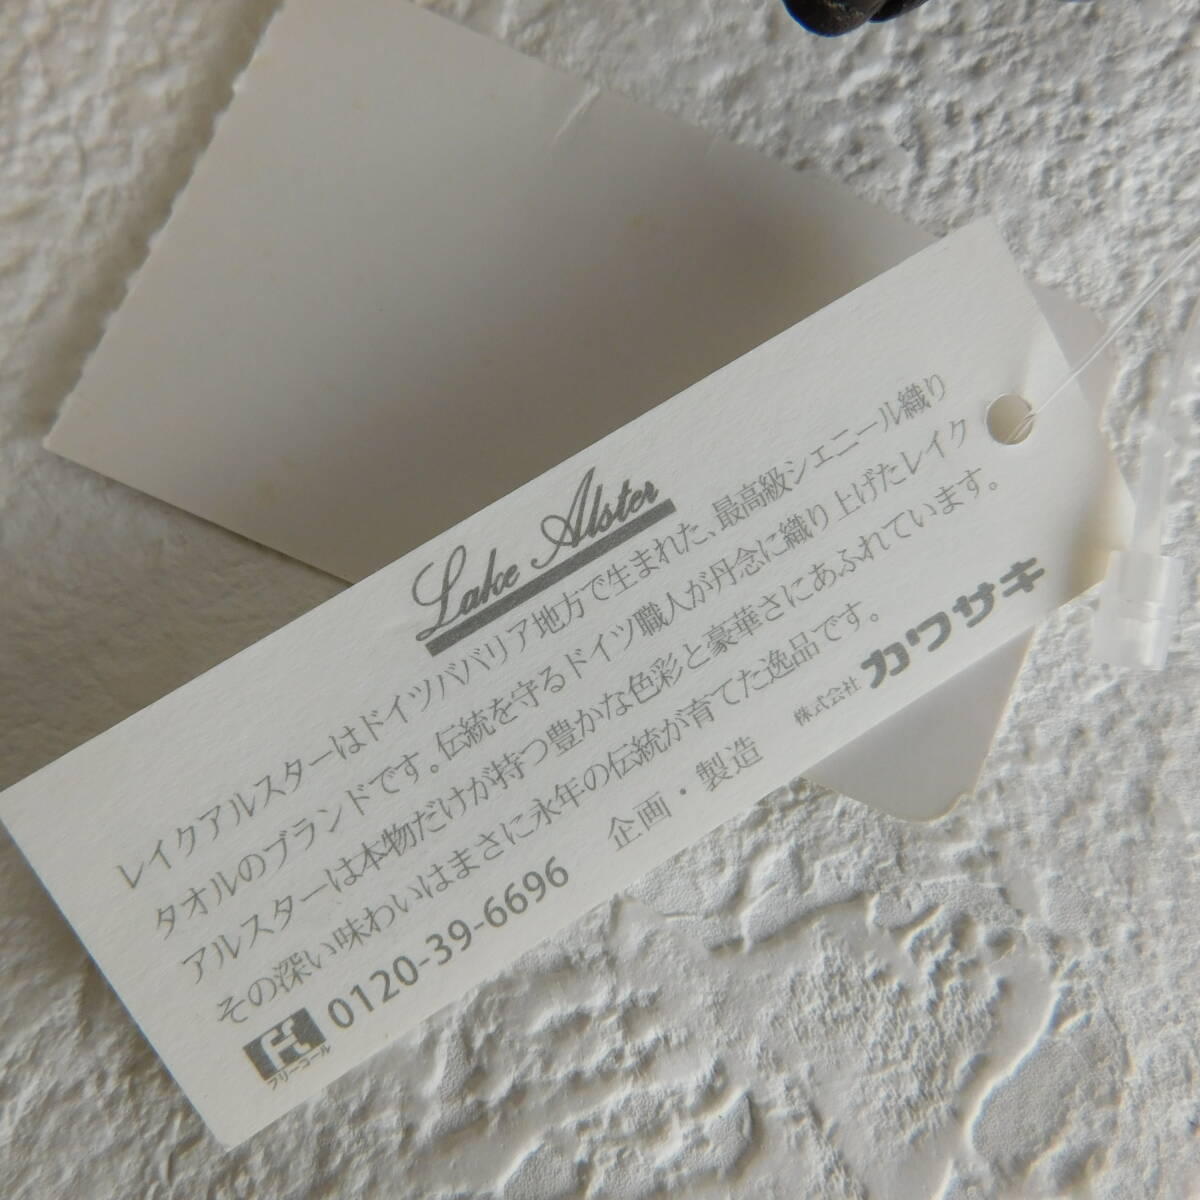 Lake Alster
レイクアルスターはドイツババリア地方で生まれた、最高級シェニール織り
タオルのブランドです。伝統を守るドイツ職人が丹念に織り上げたレイク
アルスターは本物だけが持つ豊かな色彩と豪華さにあふれています。
その深い味わいはまさに永年の伝統が育てた逸品です。
フリーコール 0120-39-6696 企画・製造 株式会社 カワサキ